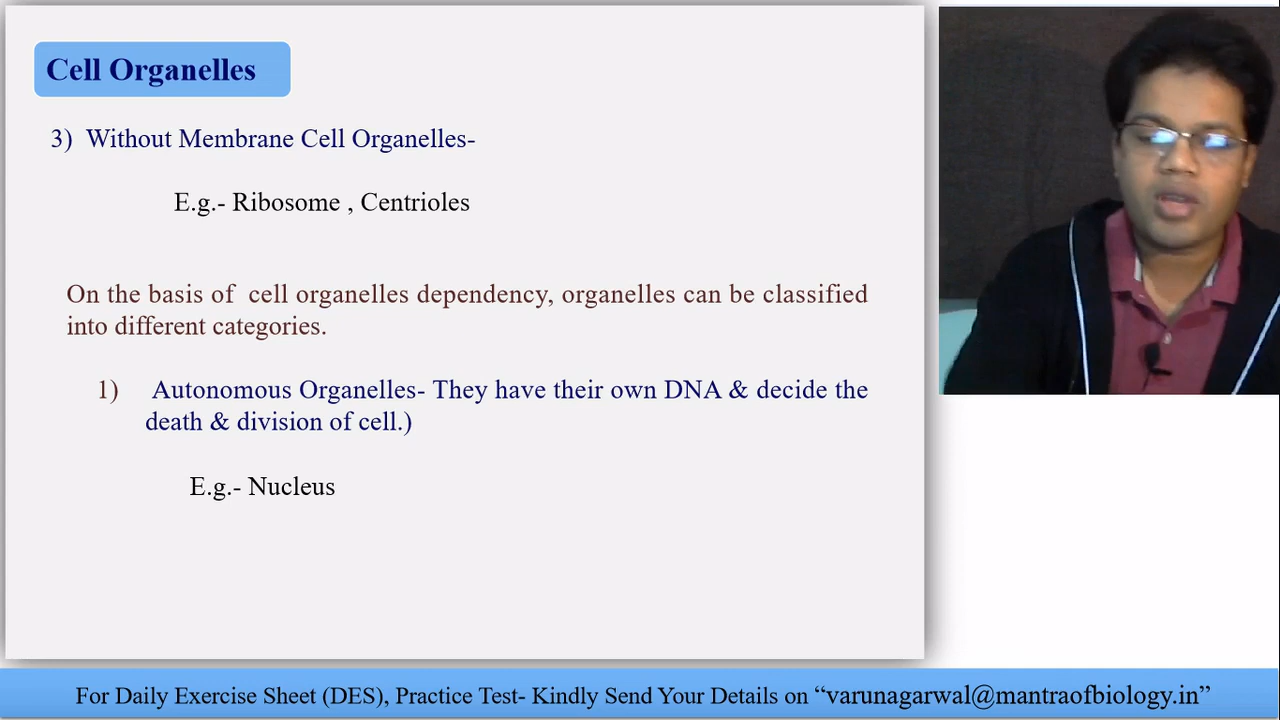 Cell Organelles
3) Without Membrane Cell Organelles-
E.g.- Ribosome , Centrioles
On the basis of cell organelles dependency, organelles can be classified
into different categories.
1) Autonomous Organelles- They have their own DNA & decide the
death & division of cell.)
E.g.- Nucleus
For Daily Exercise Sheet (DES), Practice Test- Kindly Send Your Details on “varunagarwal@mantraofbiology.in”